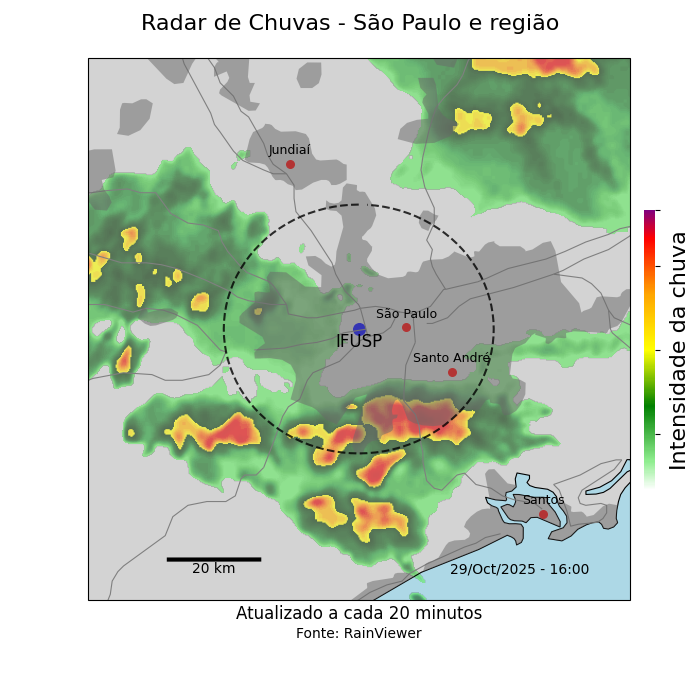 Radar de Chuvas - São Paulo e região
Jundiaí
São Paulo
IFUSP
Santo André
Intensidade da chuva
Santos
20 km
29/Oct/2025 - 16:00
Atualizado a cada 20 minutos
Fonte: RainViewer